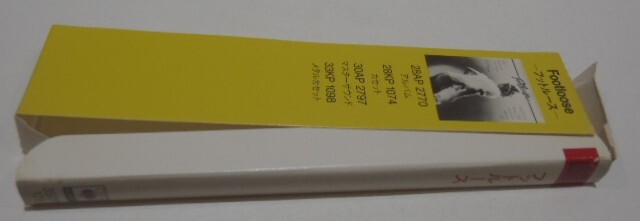 Footloose
―フットルース―
28AP 2770
アルバム
28KP 1074
カセット
30AP 2797
マスターサウンド
33KP 1098
メタルカセット
フットルース